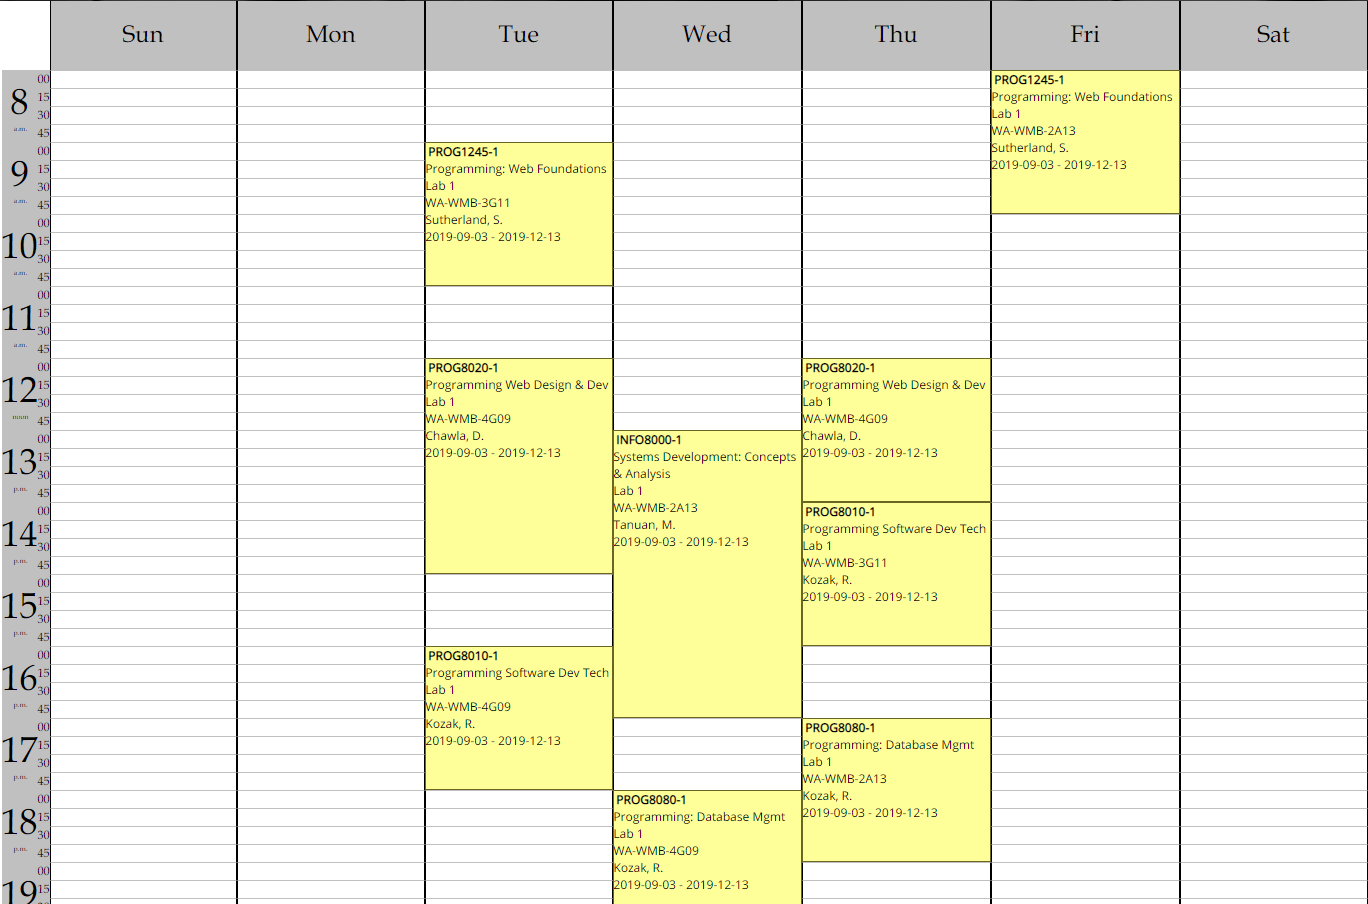 Sun Mon Tue Wed Thu Fri Sat
8 a.m. 00 15 30 45
9 a.m. 00 15 30 45
10 a.m. 00 15 30 45
11 a.m. 00 15 30 45
12 noon 00 15 30 45
13 p.m. 00 15 30 45
14 p.m. 00 15 30 45
15 p.m. 00 15 30 45
16 p.m. 00 15 30 45
17 p.m. 00 15 30 45
18 p.m. 00 15 30 45
19 00 15
PROG1245-1
Programming: Web Foundations
Lab 1
WA-WMB-3G11
Sutherland, S.
2019-09-03 - 2019-12-13
PROG8020-1
Programming Web Design & Dev
Lab 1
WA-WMB-4G09
Chawla, D.
2019-09-03 - 2019-12-13
PROG8010-1
Programming Software Dev Tech
Lab 1
WA-WMB-4G09
Kozak, R.
2019-09-03 - 2019-12-13
INFO8000-1
Systems Development: Concepts
& Analysis
Lab 1
WA-WMB-2A13
Tanuan, M.
2019-09-03 - 2019-12-13
PROG8080-1
Programming: Database Mgmt
Lab 1
WA-WMB-4G09
Kozak, R.
2019-09-03 - 2019-12-13
PROG8020-1
Programming Web Design & Dev
Lab 1
WA-WMB-4G09
Chawla, D.
2019-09-03 - 2019-12-13
PROG8010-1
Programming Software Dev Tech
Lab 1
WA-WMB-3G11
Kozak, R.
2019-09-03 - 2019-12-13
PROG8080-1
Programming: Database Mgmt
Lab 1
WA-WMB-2A13
Kozak, R.
2019-09-03 - 2019-12-13
PROG1245-1
Programming: Web Foundations
Lab 1
WA-WMB-2A13
Sutherland, S.
2019-09-03 - 2019-12-13